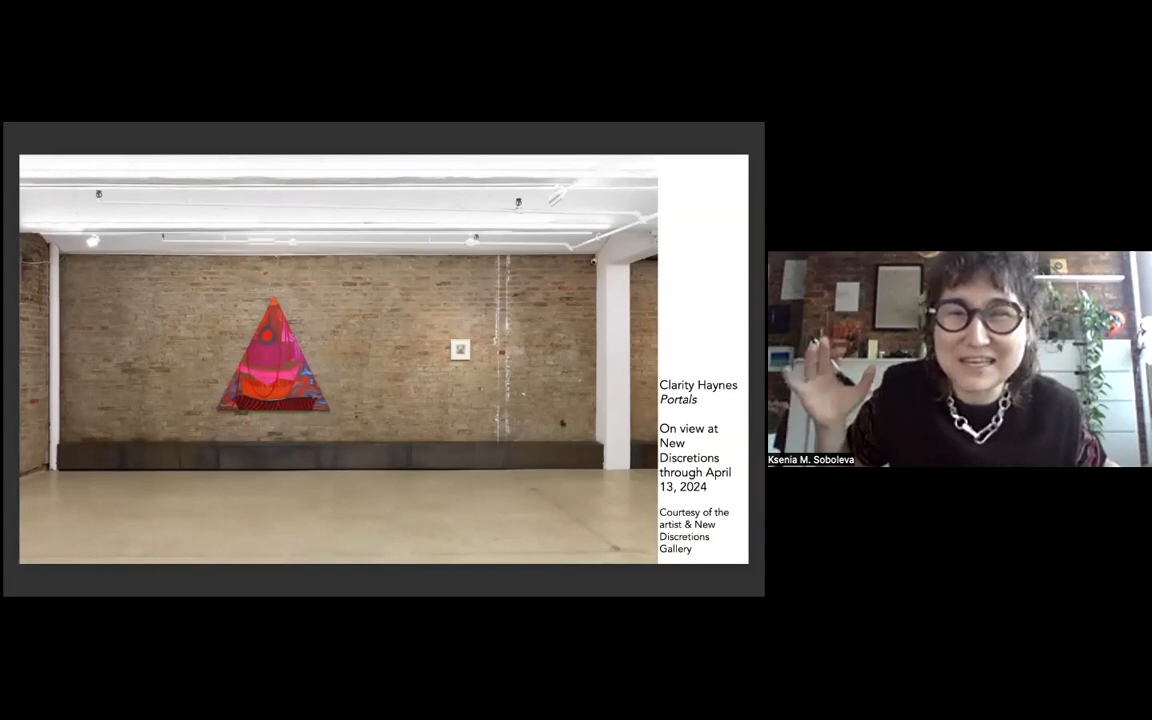 Clarity Haynes
Portals
On view at
New
Discretions
through April
13, 2024
Courtesy of the
artist & New
Discretions
Gallery
Ksenia M. Soboleva